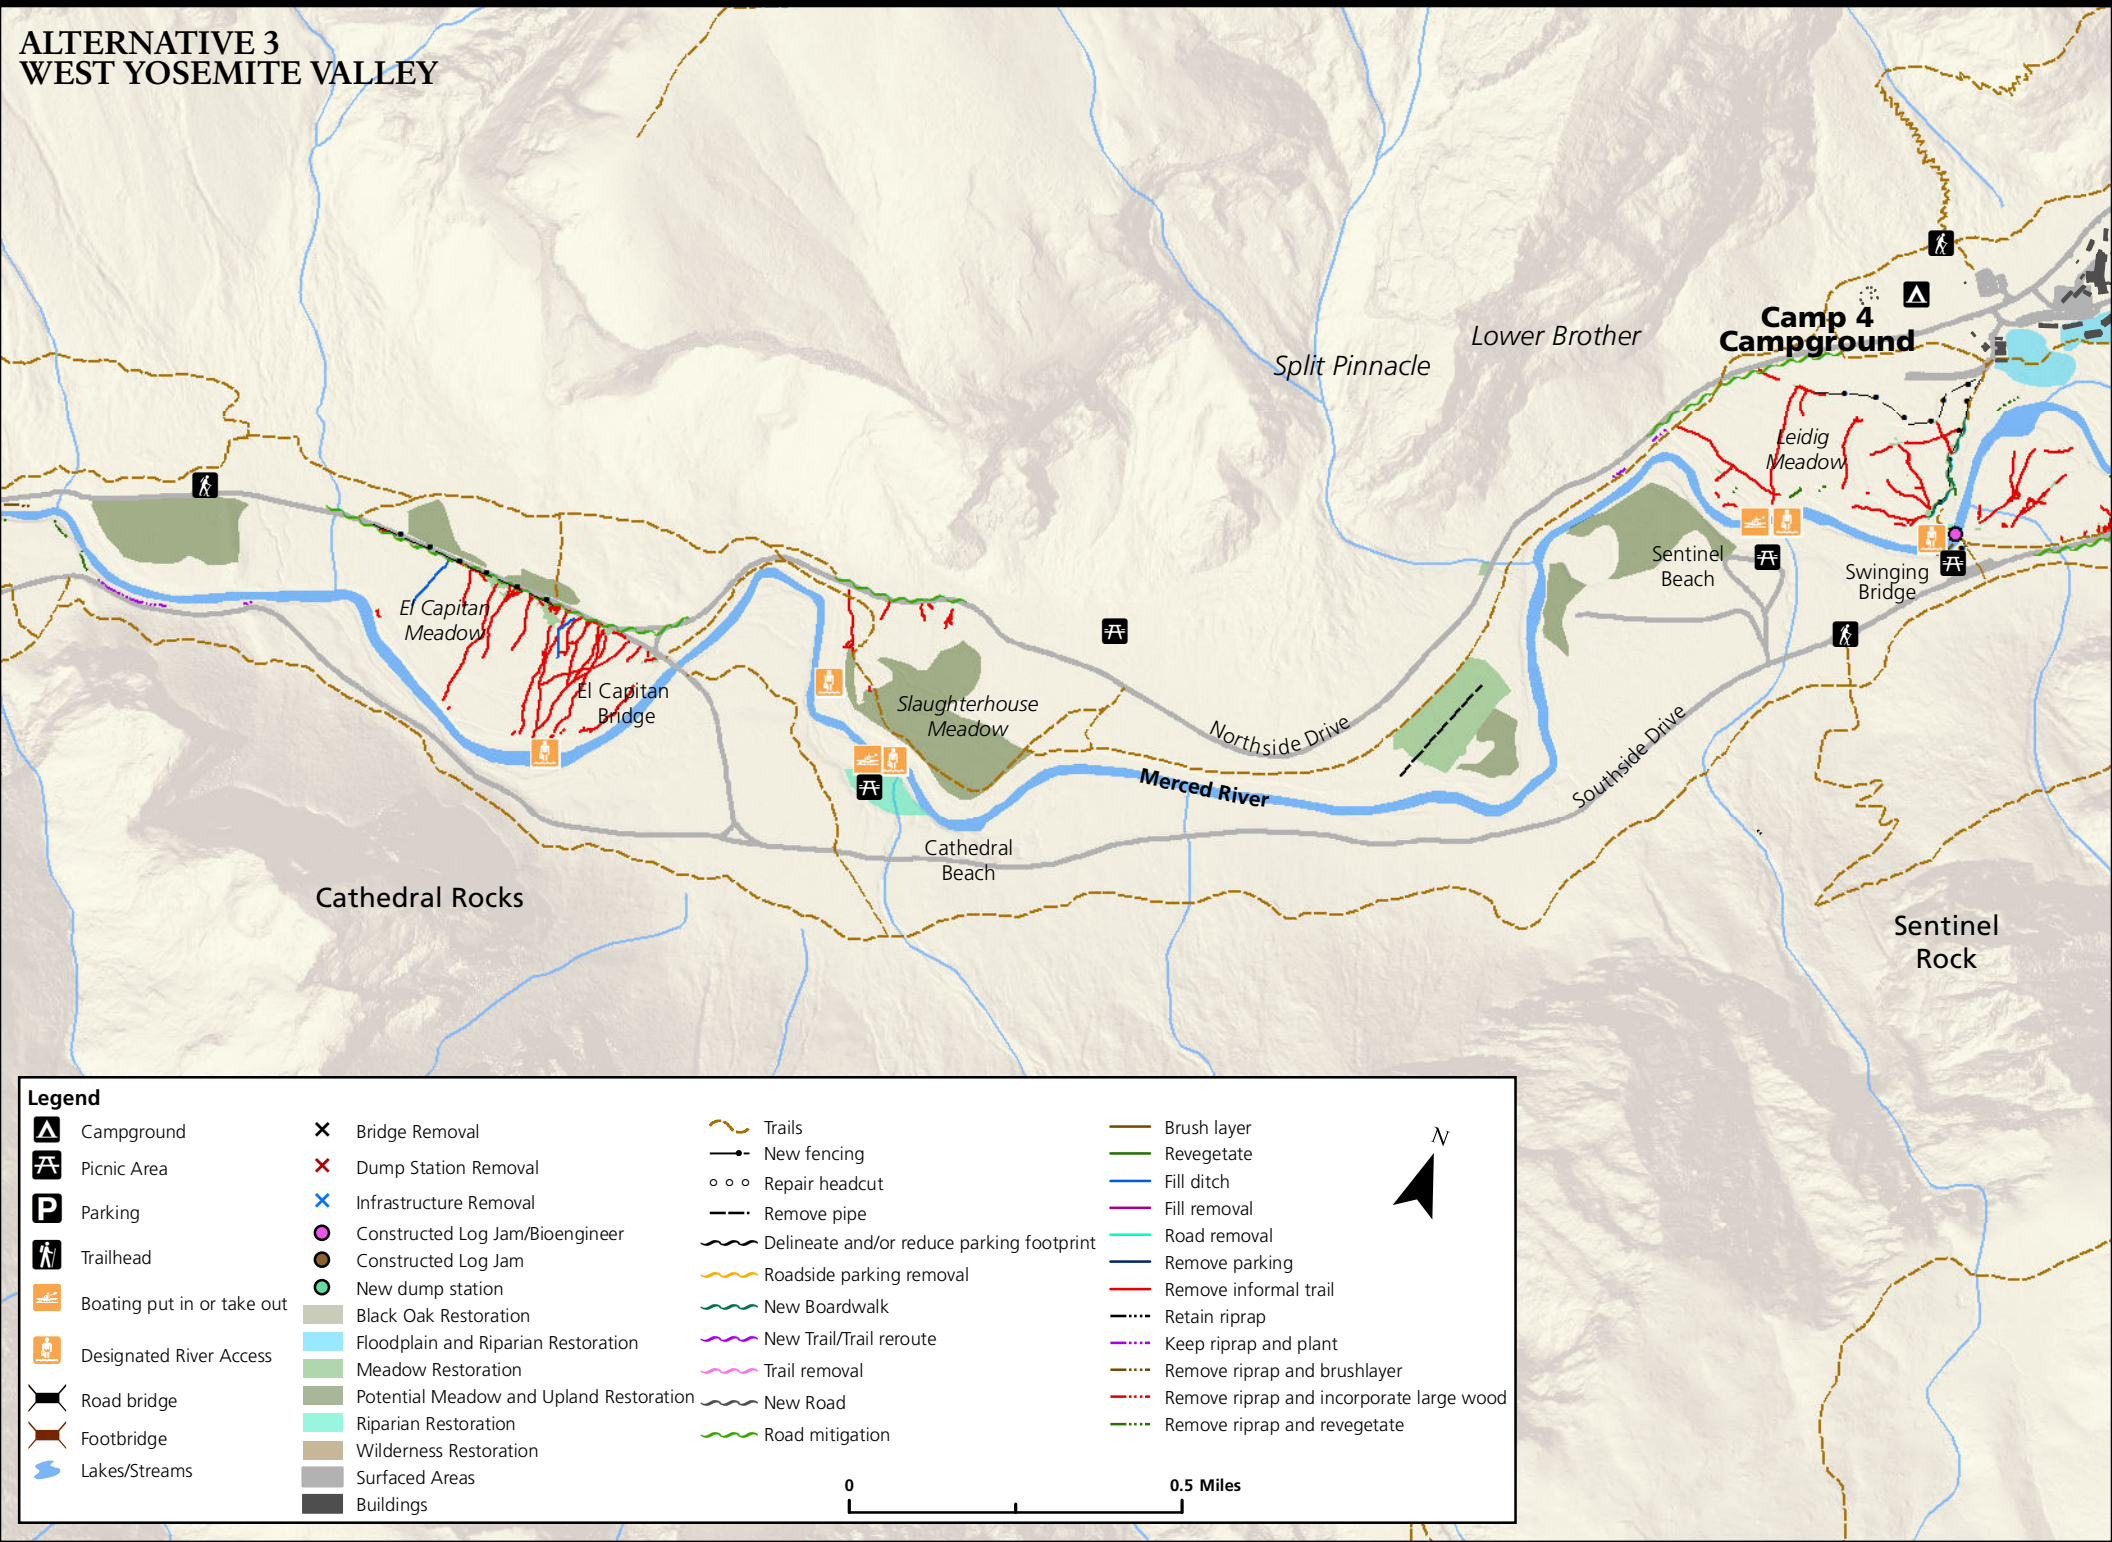 ALTERNATIVE 3
WEST YOSEMITE VALLEY
Lower Brother
Split Pinnacle
Camp 4
Campground
Leidig
Meadow
Sentinel
Beach
Swinging
Bridge
El Capitan
Meadow
El Capitan
Bridge
Slaughterhouse
Meadow
Northside Drive
Southside Drive
Merced River
Cathedral
Beach
Cathedral Rocks
Sentinel
Rock
Legend
Campground
Picnic Area
P
Parking
Trailhead
Boating put in or take out
Designated River Access
Road bridge
Footbridge
Lakes/Streams
Bridge Removal
Dump Station Removal
Infrastructure Removal
Constructed Log Jam/Bioengineer
Constructed Log Jam
New dump station
Black Oak Restoration
Floodplain and Riparian Restoration
Meadow Restoration
Potential Meadow and Upland Restoration
Riparian Restoration
Wilderness Restoration
Surfaced Areas
Buildings
Trails
New fencing
Repair headcut
Remove pipe
Delineate and/or reduce parking footprint
Roadside parking removal
New Boardwalk
New Trail/Trail reroute
Trail removal
New Road
Road mitigation
Brush layer
Revegetate
Fill ditch
Fill removal
Road removal
Remove parking
Remove informal trail
Retain riprap
Keep riprap and plant
Remove riprap and brushlayer
Remove riprap and incorporate large wood
Remove riprap and revegetate
N
0 0.5 Miles